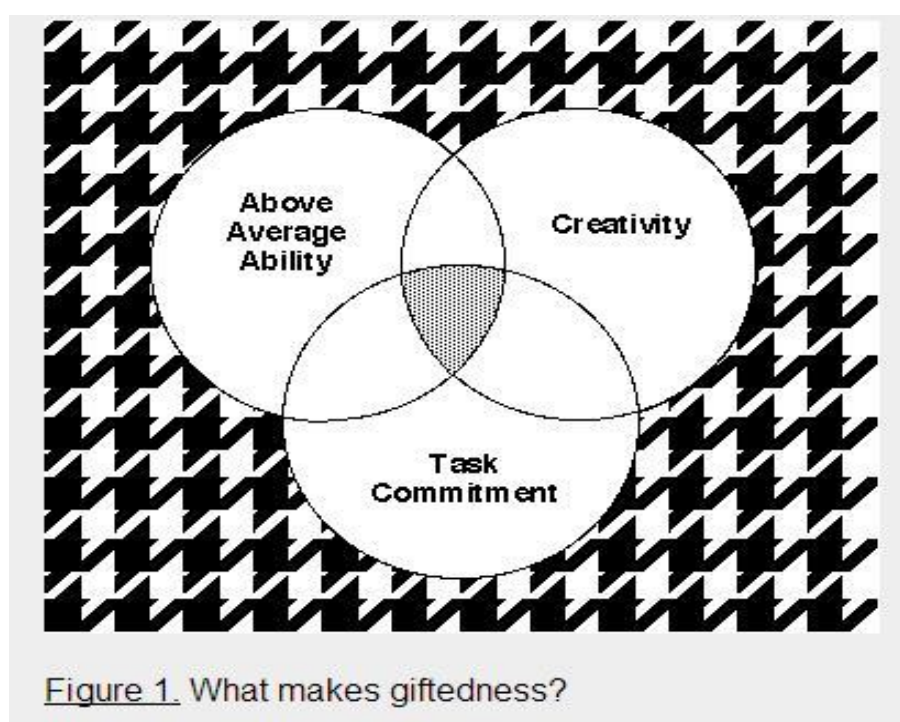 Above
Average
Ability
Creativity
Task
Commitment
Figure 1. What makes giftedness?